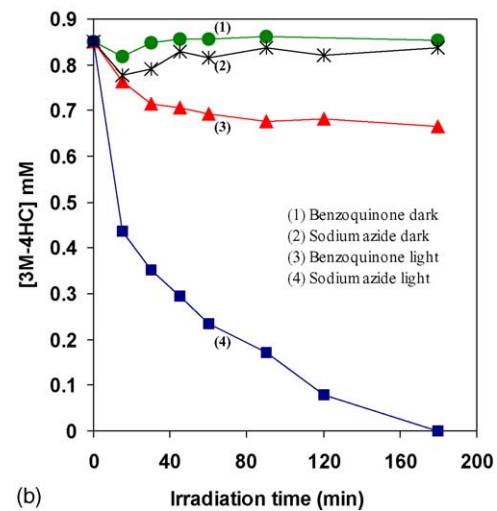 0.9
0.8
0.7
0.6
0.5
0.4
0.3
0.2
0.1
0
[3M-4HC] mM
(1)
(2)
(3)
(4)
(1) Benzoquinone dark
(2) Sodium azide dark
(3) Benzoquinone light
(4) Sodium azide light
0 40 80 120 160 200
(b) Irradiation time (min)